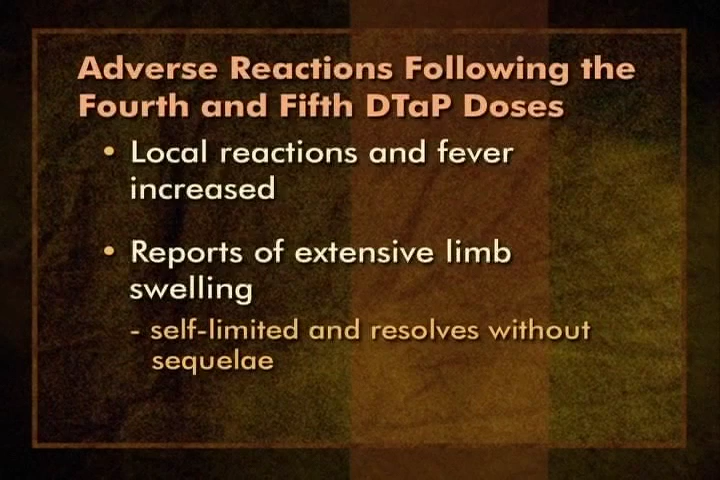 Adverse Reactions Following the
Fourth and Fifth DTaP Doses
• Local reactions and fever
increased
• Reports of extensive limb
swelling
- self-limited and resolves without
sequelae